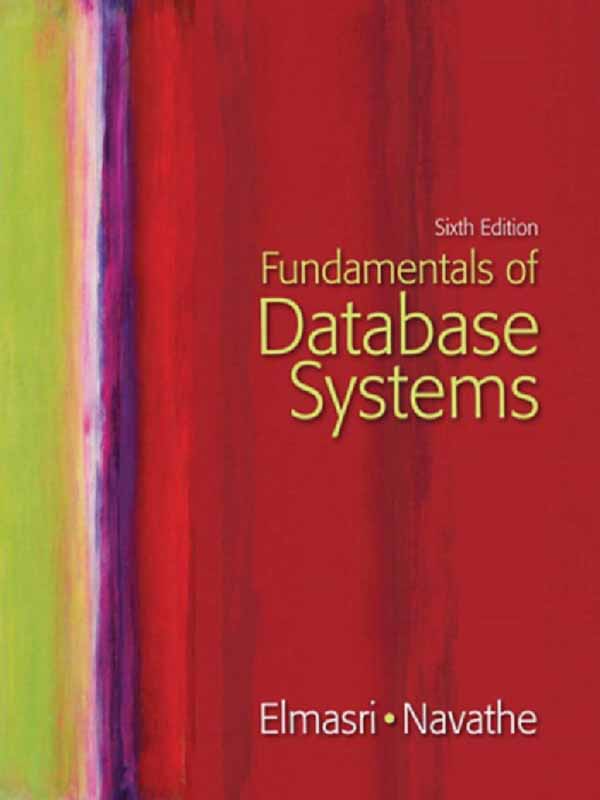 Sixth Edition
Fundamentals of
Database
Systems
Elmasri • Navathe